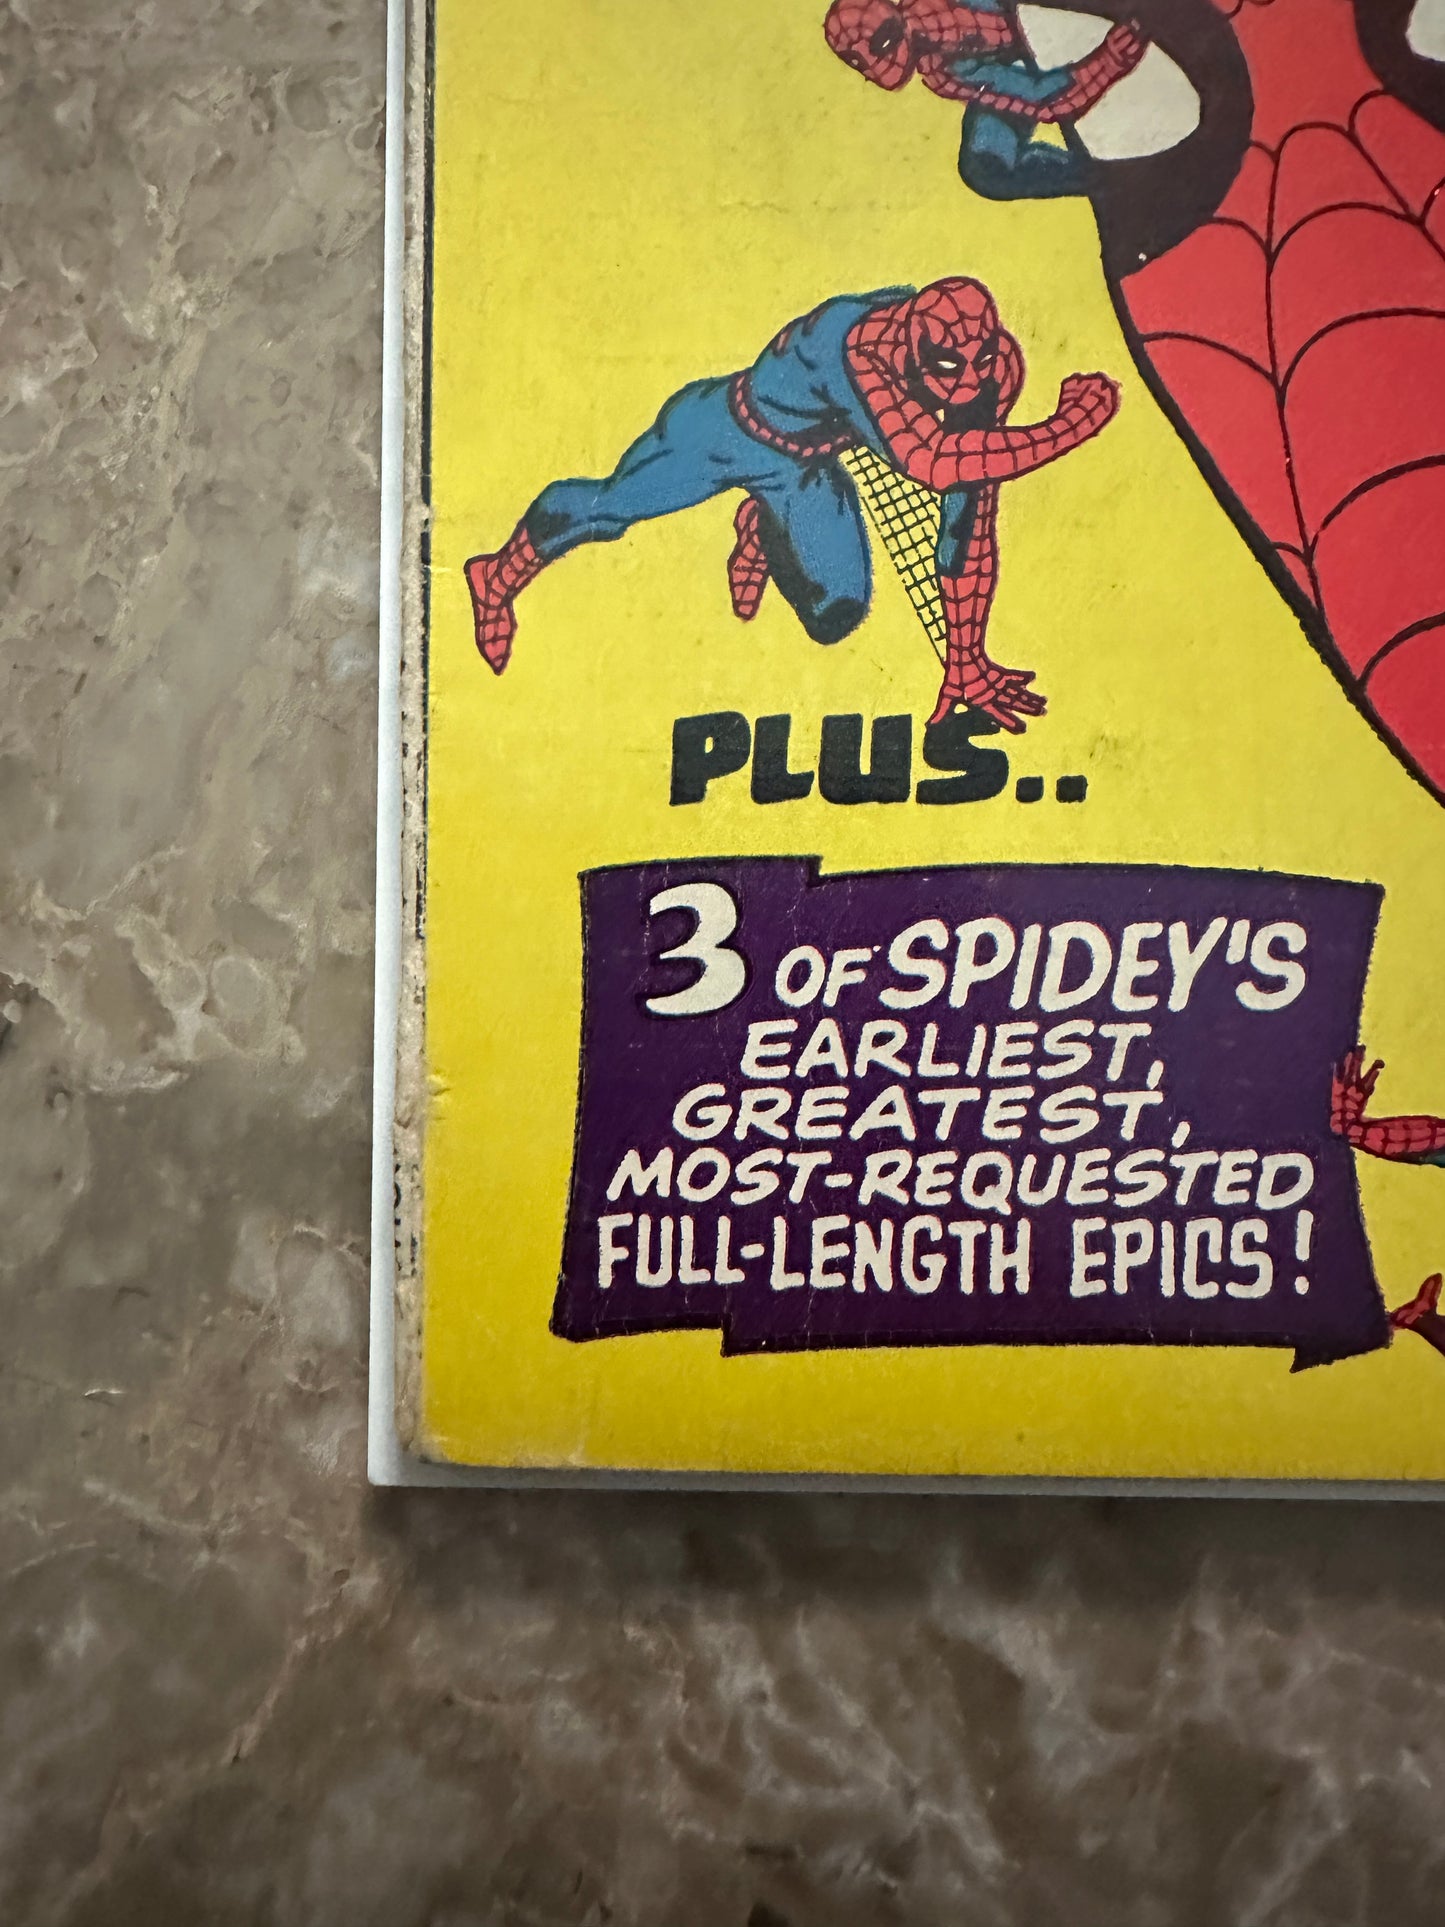 PLUS..
3 OF SPIDEY'S
EARLIEST,
GREATEST,
MOST-REQUESTED
FULL-LENGTH EPICS!